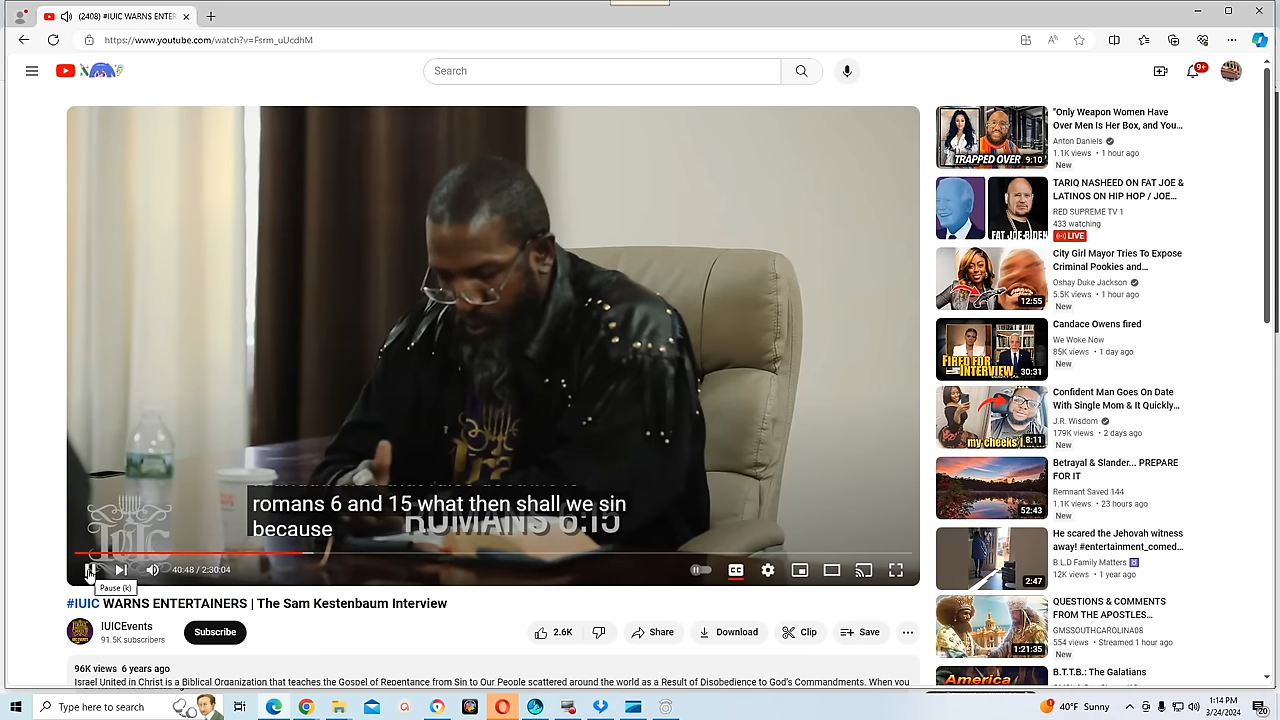 (2408) #IUIC WARNS ENTER
https://www.youtube.com/watch?v=Fsrm_uUcdhM
Search
9+
romans 6 and 15 what then shall we sin
because
ROMANS 6:15
IUIC
40:48 / 2:30:04
CC
Pause (k)
#IUIC WARNS ENTERTAINERS | The Sam Kestenbaum Interview
IUICEvents
91.5K subscribers
Subscribe
2.6K
Share
Download
Clip
Save
96K views 6 years ago
Israel United in Christ is a Biblical Organization that is bringing the Gospel of Repentance from Sin to Our People scattered around the world as a Result of Disobedience to God's Commandments. When you
TRAPPED OVER
9:10
"Only Weapon Women Have
Over Men Is Her Box, and You...
Anton Daniels
1.1K views • 1 hour ago
New
FAT JOE-BIDEN
TARIQ NASHEED ON FAT JOE &
LATINOS ON HIP HOP / JOE...
RED SUPREME TV 1
433 watching
LIVE
12:55
City Girl Mayor Tries To Expose
Criminal Pookies and...
Oshay Duke Jackson
5.5K views • 1 hour ago
New
FIRED FOR
INTERVIEW
30:31
Candace Owens fired
We Woke Now
85K views • 1 day ago
New
my cheeks
8:11
Confident Man Goes On Date
With Single Mom & It Quickly...
J.R. Wisdom
179K views • 2 days ago
New
52:43
Betrayal & Slander... PREPARE
FOR IT
Remnant Saved 144
1.1K views • 23 hours ago
New
2:47
He scared the Jehovah witness
away! #entertainment_comed...
B.L.D Family Matters
12K views • 1 year ago
1:21:35
QUESTIONS & COMMENTS
FROM THE APOSTLES...
GMSSOUTHCAROLINA08
554 views • Streamed 1 hour ago
New
America
B.T.T.B.: The Galatians
Type here to search
40°F Sunny
1:14 PM
3/24/2024
20